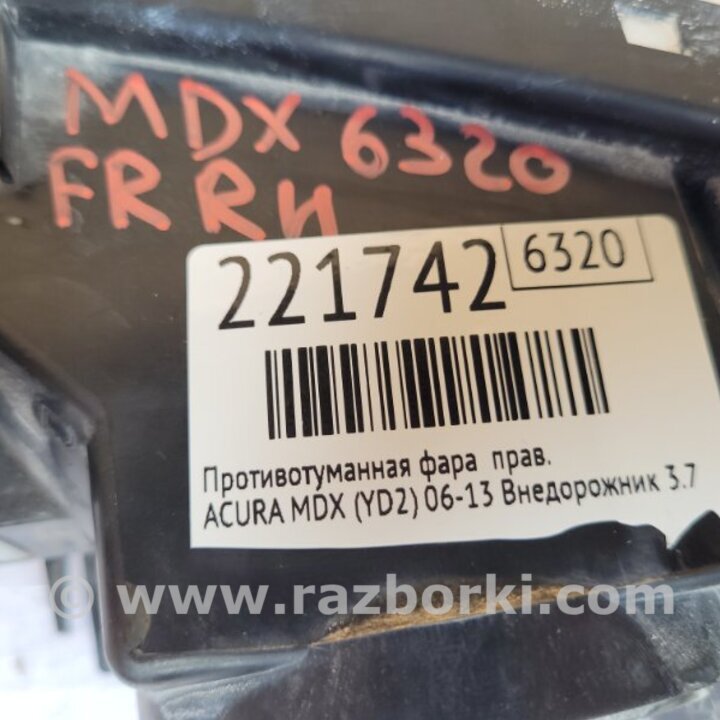 MDX 6320
FR RH
221742 6320
Противотуманная фара прав.
ACURA MDX (YD2) 06-13 Внедорожник 3.7
© www.razborki.com